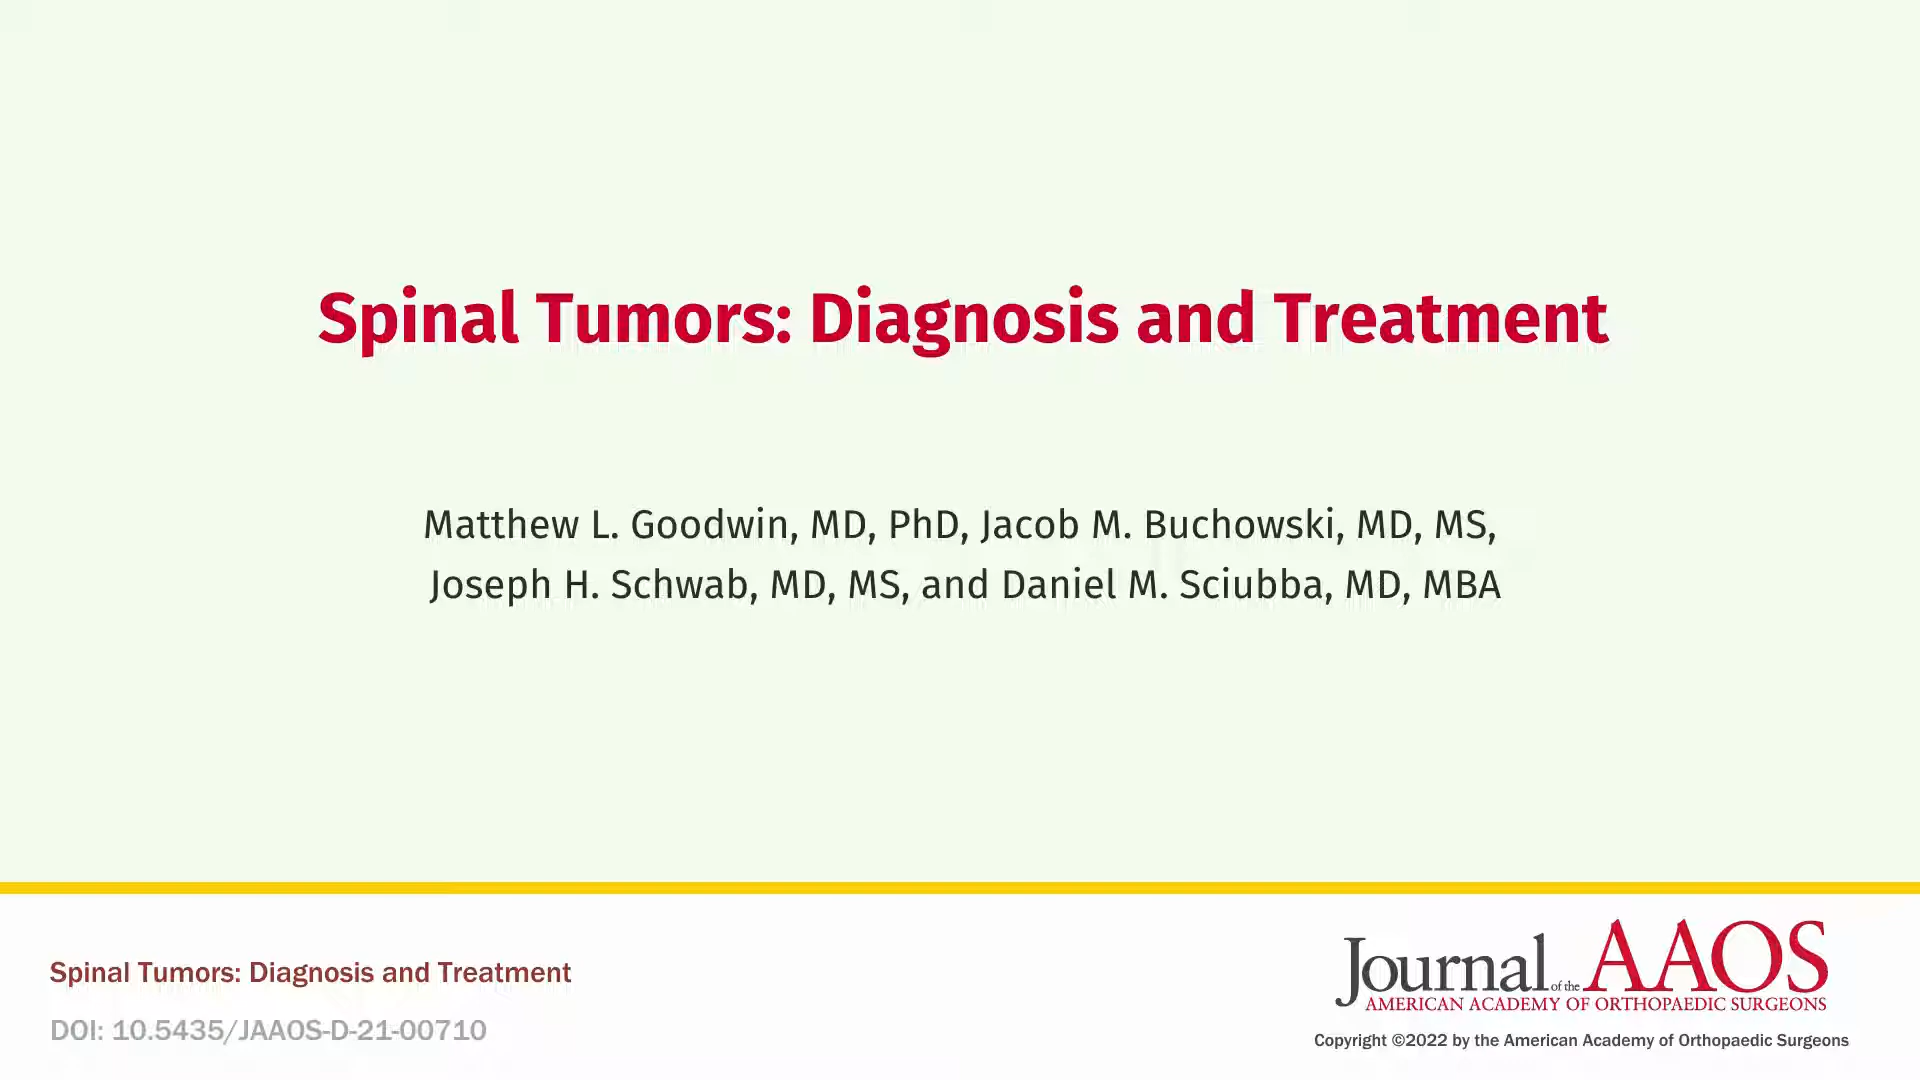 Spinal Tumors: Diagnosis and Treatment
Matthew L. Goodwin, MD, PhD, Jacob M. Buchowski, MD, MS,
Joseph H. Schwab, MD, MS, and Daniel M. Sciubba, MD, MBA
Spinal Tumors: Diagnosis and Treatment
DOI: 10.5435/JAAOS-D-21-00710
Journal of the AAOS
AMERICAN ACADEMY OF ORTHOPAEDIC SURGEONS
Copyright ©2022 by the American Academy of Orthopaedic Surgeons